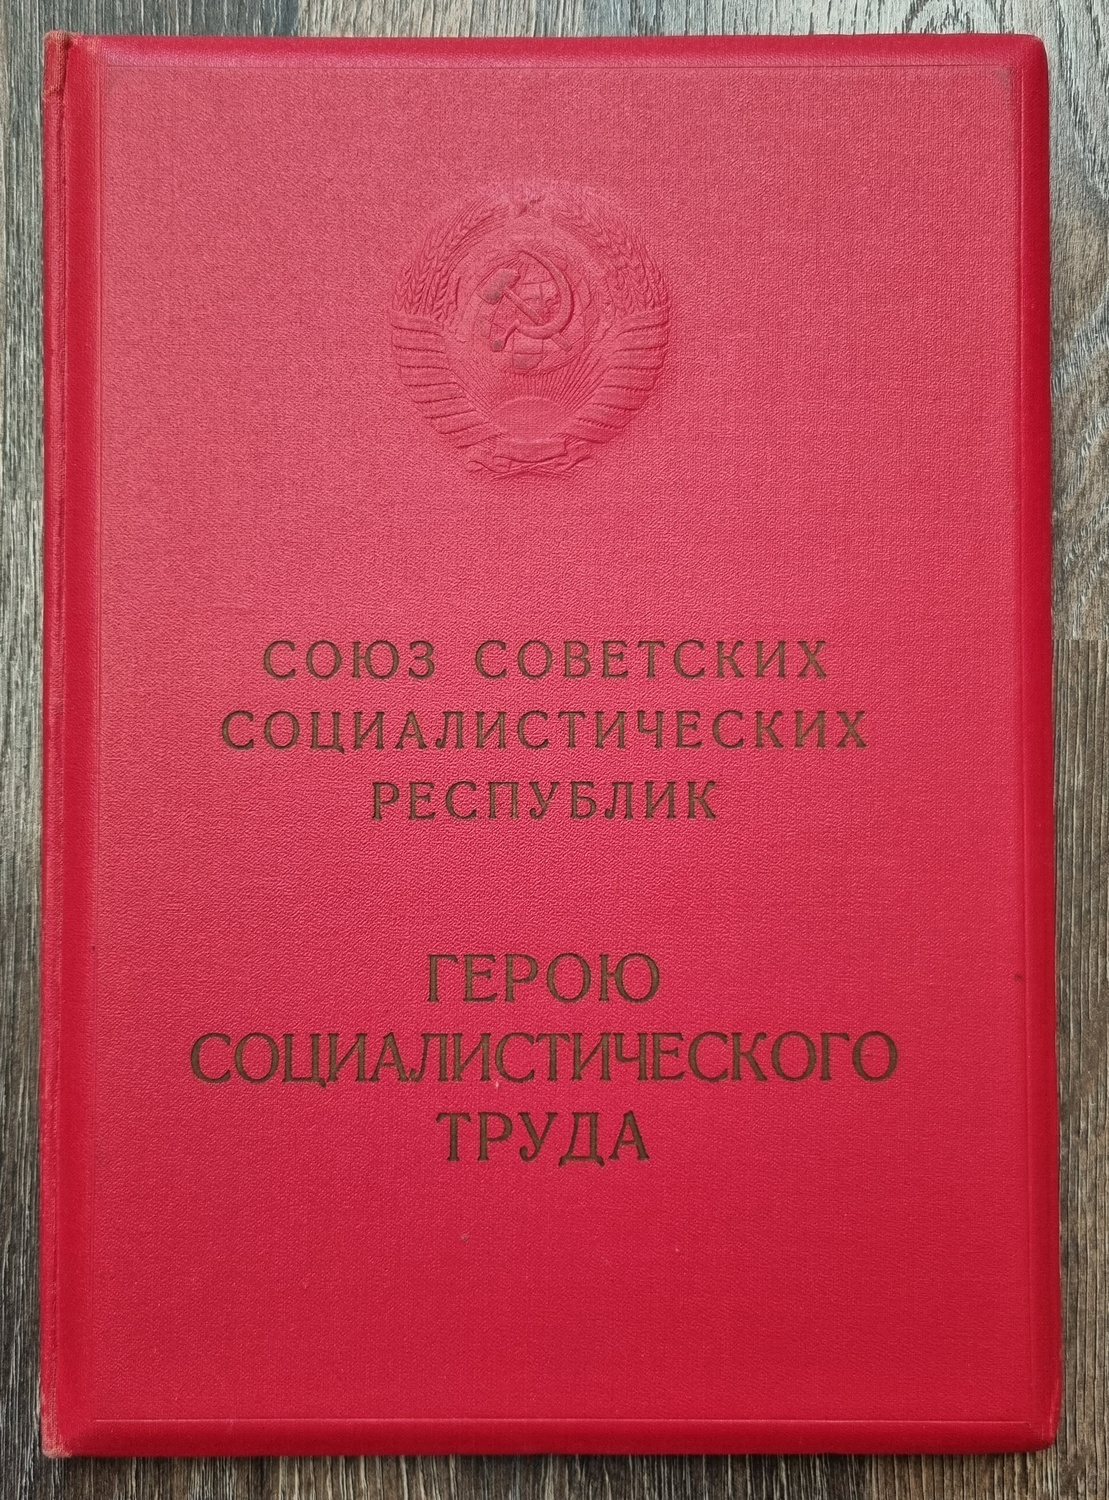 СОЮЗ СОВЕТСКИХ
СОЦИАЛИСТИЧЕСКИХ
РЕСПУБЛИК
ГЕРОЮ
СОЦИАЛИСТИЧЕСКОГО
ТРУДА